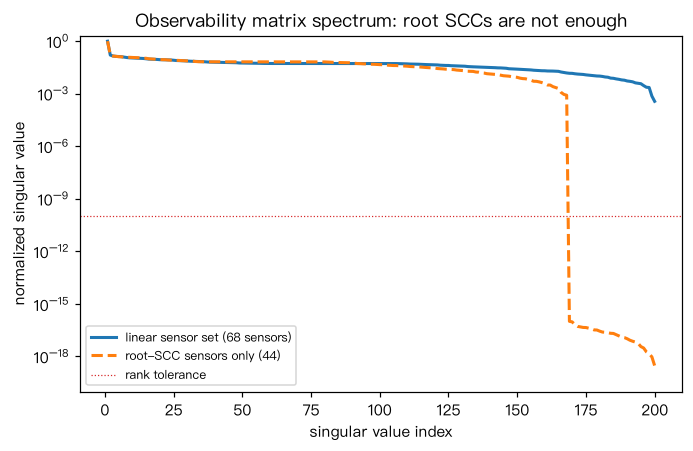 Observability matrix spectrum: root SCCs are not enough
normalized singular value
10⁰
10⁻³
10⁻⁶
10⁻⁹
10⁻¹²
10⁻¹⁵
10⁻¹⁸
linear sensor set (68 sensors)
root–SCC sensors only (44)
rank tolerance
0 25 50 75 100 125 150 175 200
singular value index